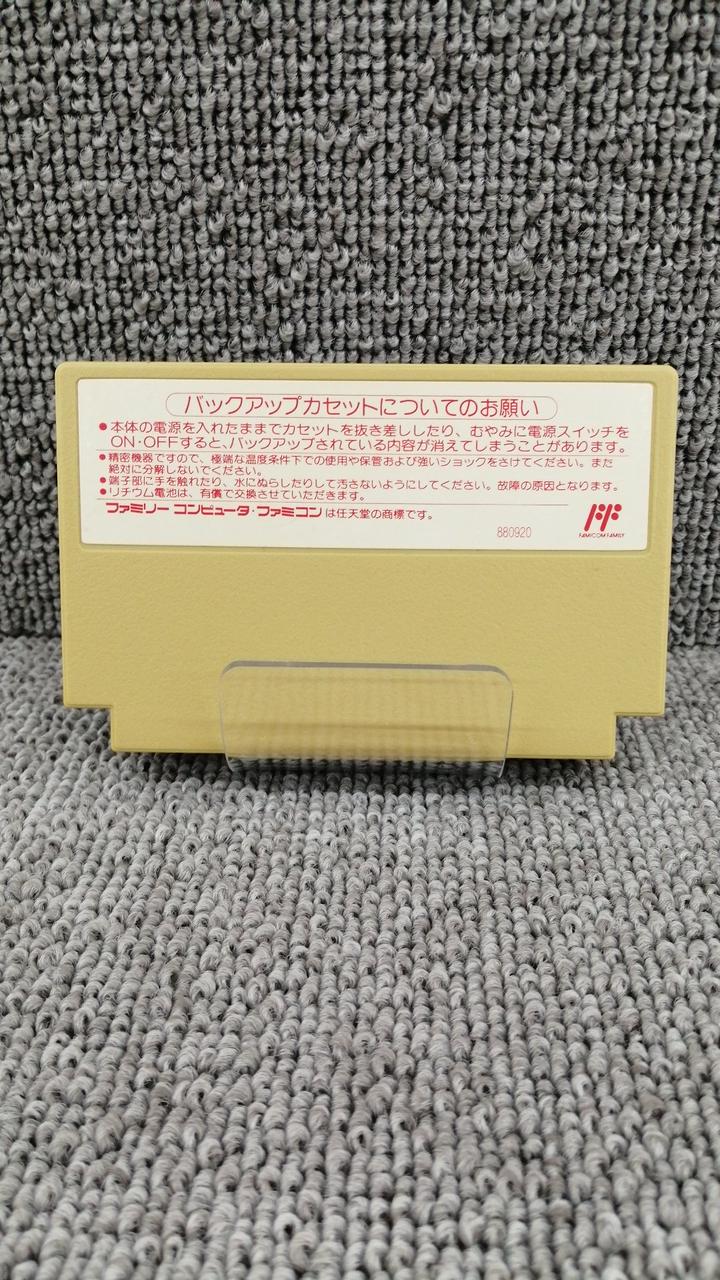 バックアップカセットについてのお願い
●本体の電源を入れたままでカセットを抜き差ししたり、むやみに電源スイッチを
ON・OFFすると、バックアップされている内容が消えてしまうことがあります。
●精密機器ですので、極端な温度条件下での使用や保管および強いショックをさけてください。また
絶対に分解しないでください。
●端子部に手を触れたり、水にぬらしたりして汚さないようにしてください。故障の原因となります。
●リチウム電池は、有償で交換させていただきます。
ファミリー コンピュータ・ファミコンは任天堂の商標です。
880920
FAMICOM FAMILY